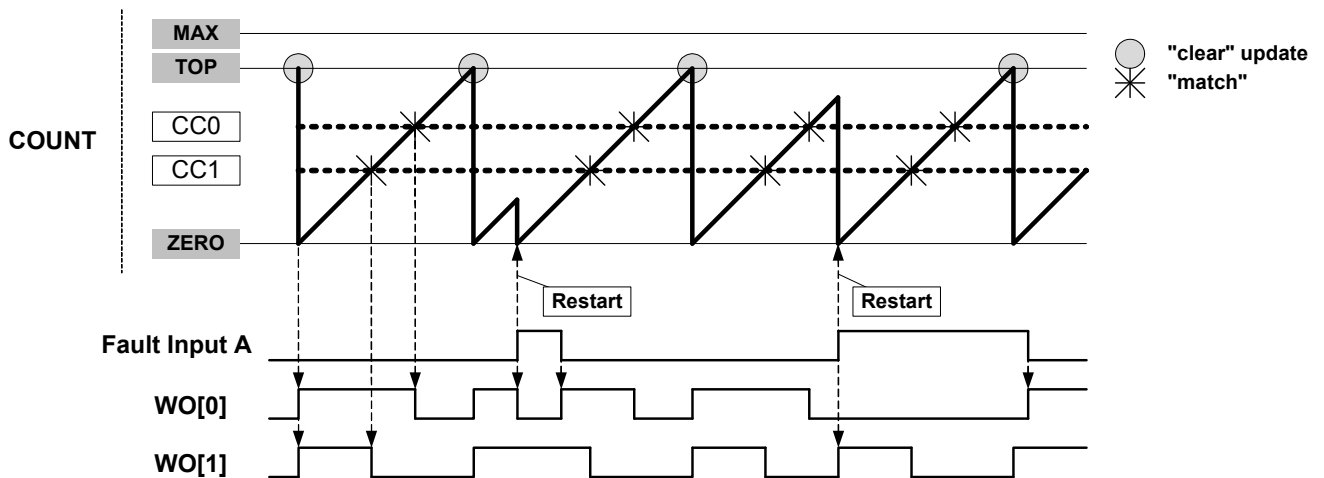 MAX
"clear" update
TOP
"match"
CC0
COUNT
CC1
ZERO
Restart
Restart
Fault Input A
WO[0]
WO[1]